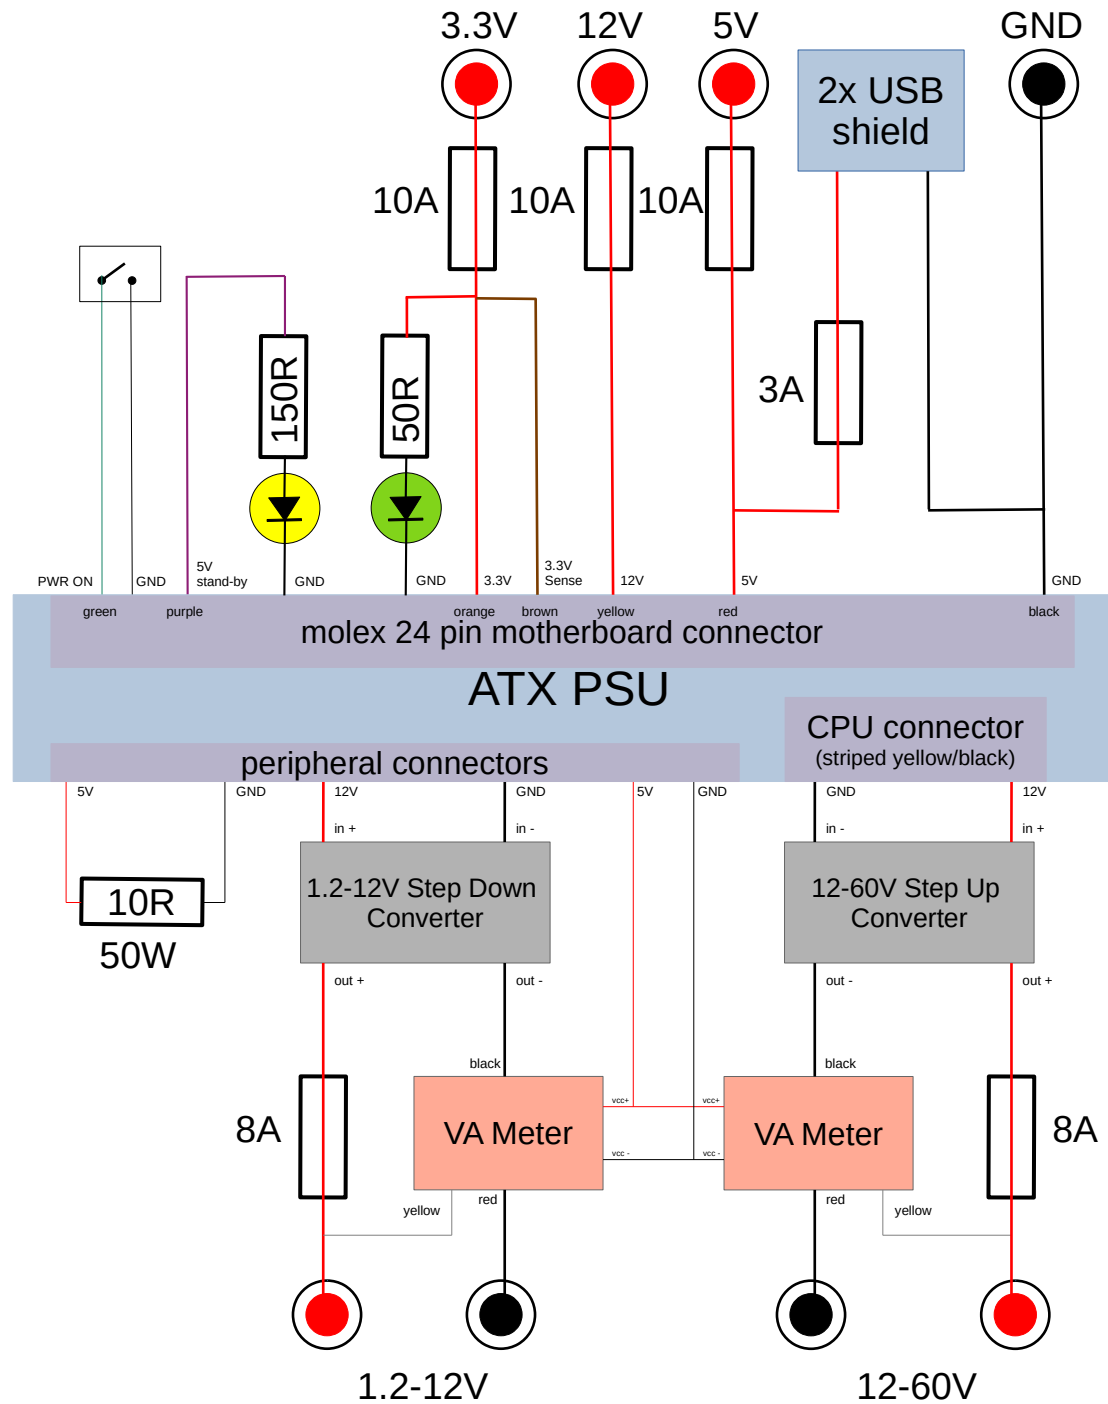 3.3V
12V
5V
GND
2x USB
shield
10A
10A
10A
3A
150R
50R
PWR ON
GND
5V
stand-by
GND
GND
3.3V
3.3V
Sense
12V
5V
GND
green
purple
orange
brown
yellow
red
black
molex 24 pin motherboard connector
ATX PSU
CPU connector
(striped yellow/black)
peripheral connectors
5V
GND
12V
GND
5V
GND
GND
12V
in +
in -
in -
in +
10R
50W
1.2-12V Step Down
Converter
12-60V Step Up
Converter
out +
out -
out -
out +
black
black
8A
VA Meter
vcc+
vcc+
vcc -
vcc -
VA Meter
8A
yellow
red
red
yellow
1.2-12V
12-60V